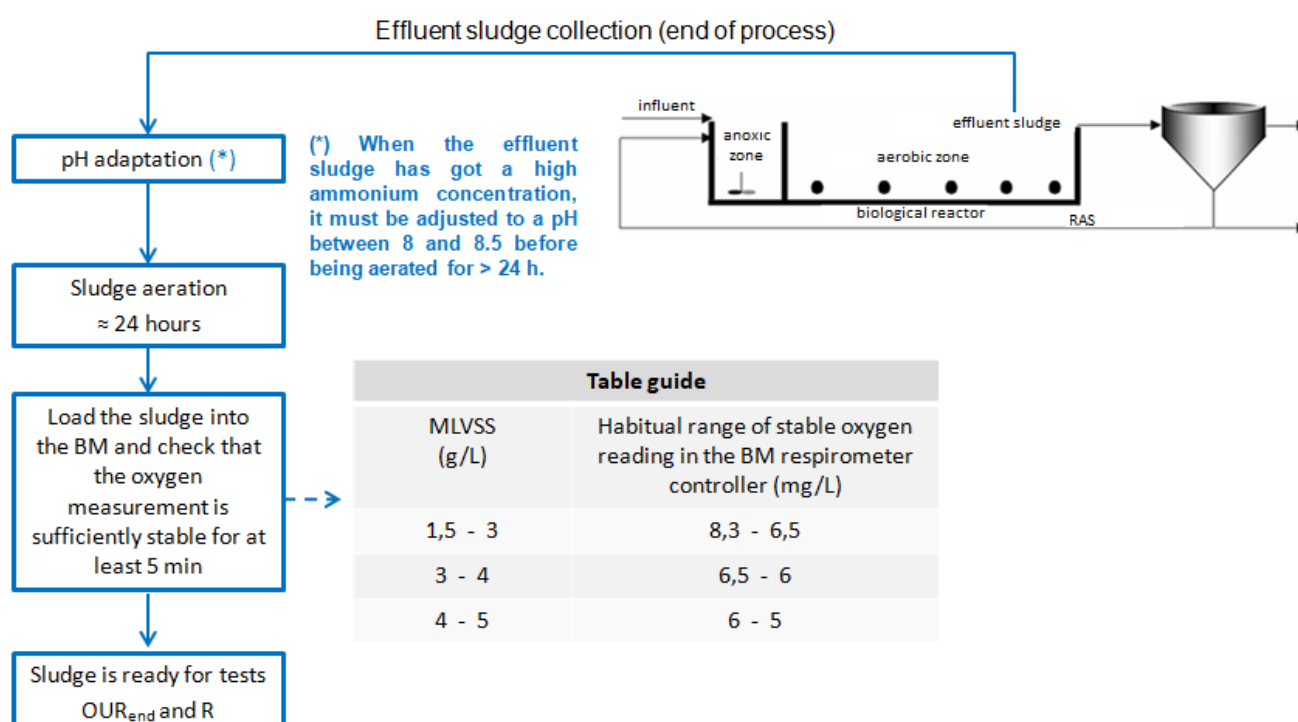 Effluent sludge collection (end of process)
influent
anoxic
zone
effluent sludge
aerobic zone
biological reactor
RAS
pH adaptation (*)
(*) When the effluent
sludge has got a high
ammonium concentration,
it must be adjusted to a pH
between 8 and 8.5 before
being aerated for > 24 h.
Sludge aeration
≈ 24 hours
Load the sludge into
the BM and check that
the oxygen
measurement is
sufficiently stable for at
least 5 min
Table guide
MLVSS
(g/L)
Habitual range of stable oxygen
reading in the BM respirometer
controller (mg/L)
1,5 - 3 8,3 - 6,5
3 - 4 6,5 - 6
4 - 5 6 - 5
Sludge is ready for tests
OURend and R